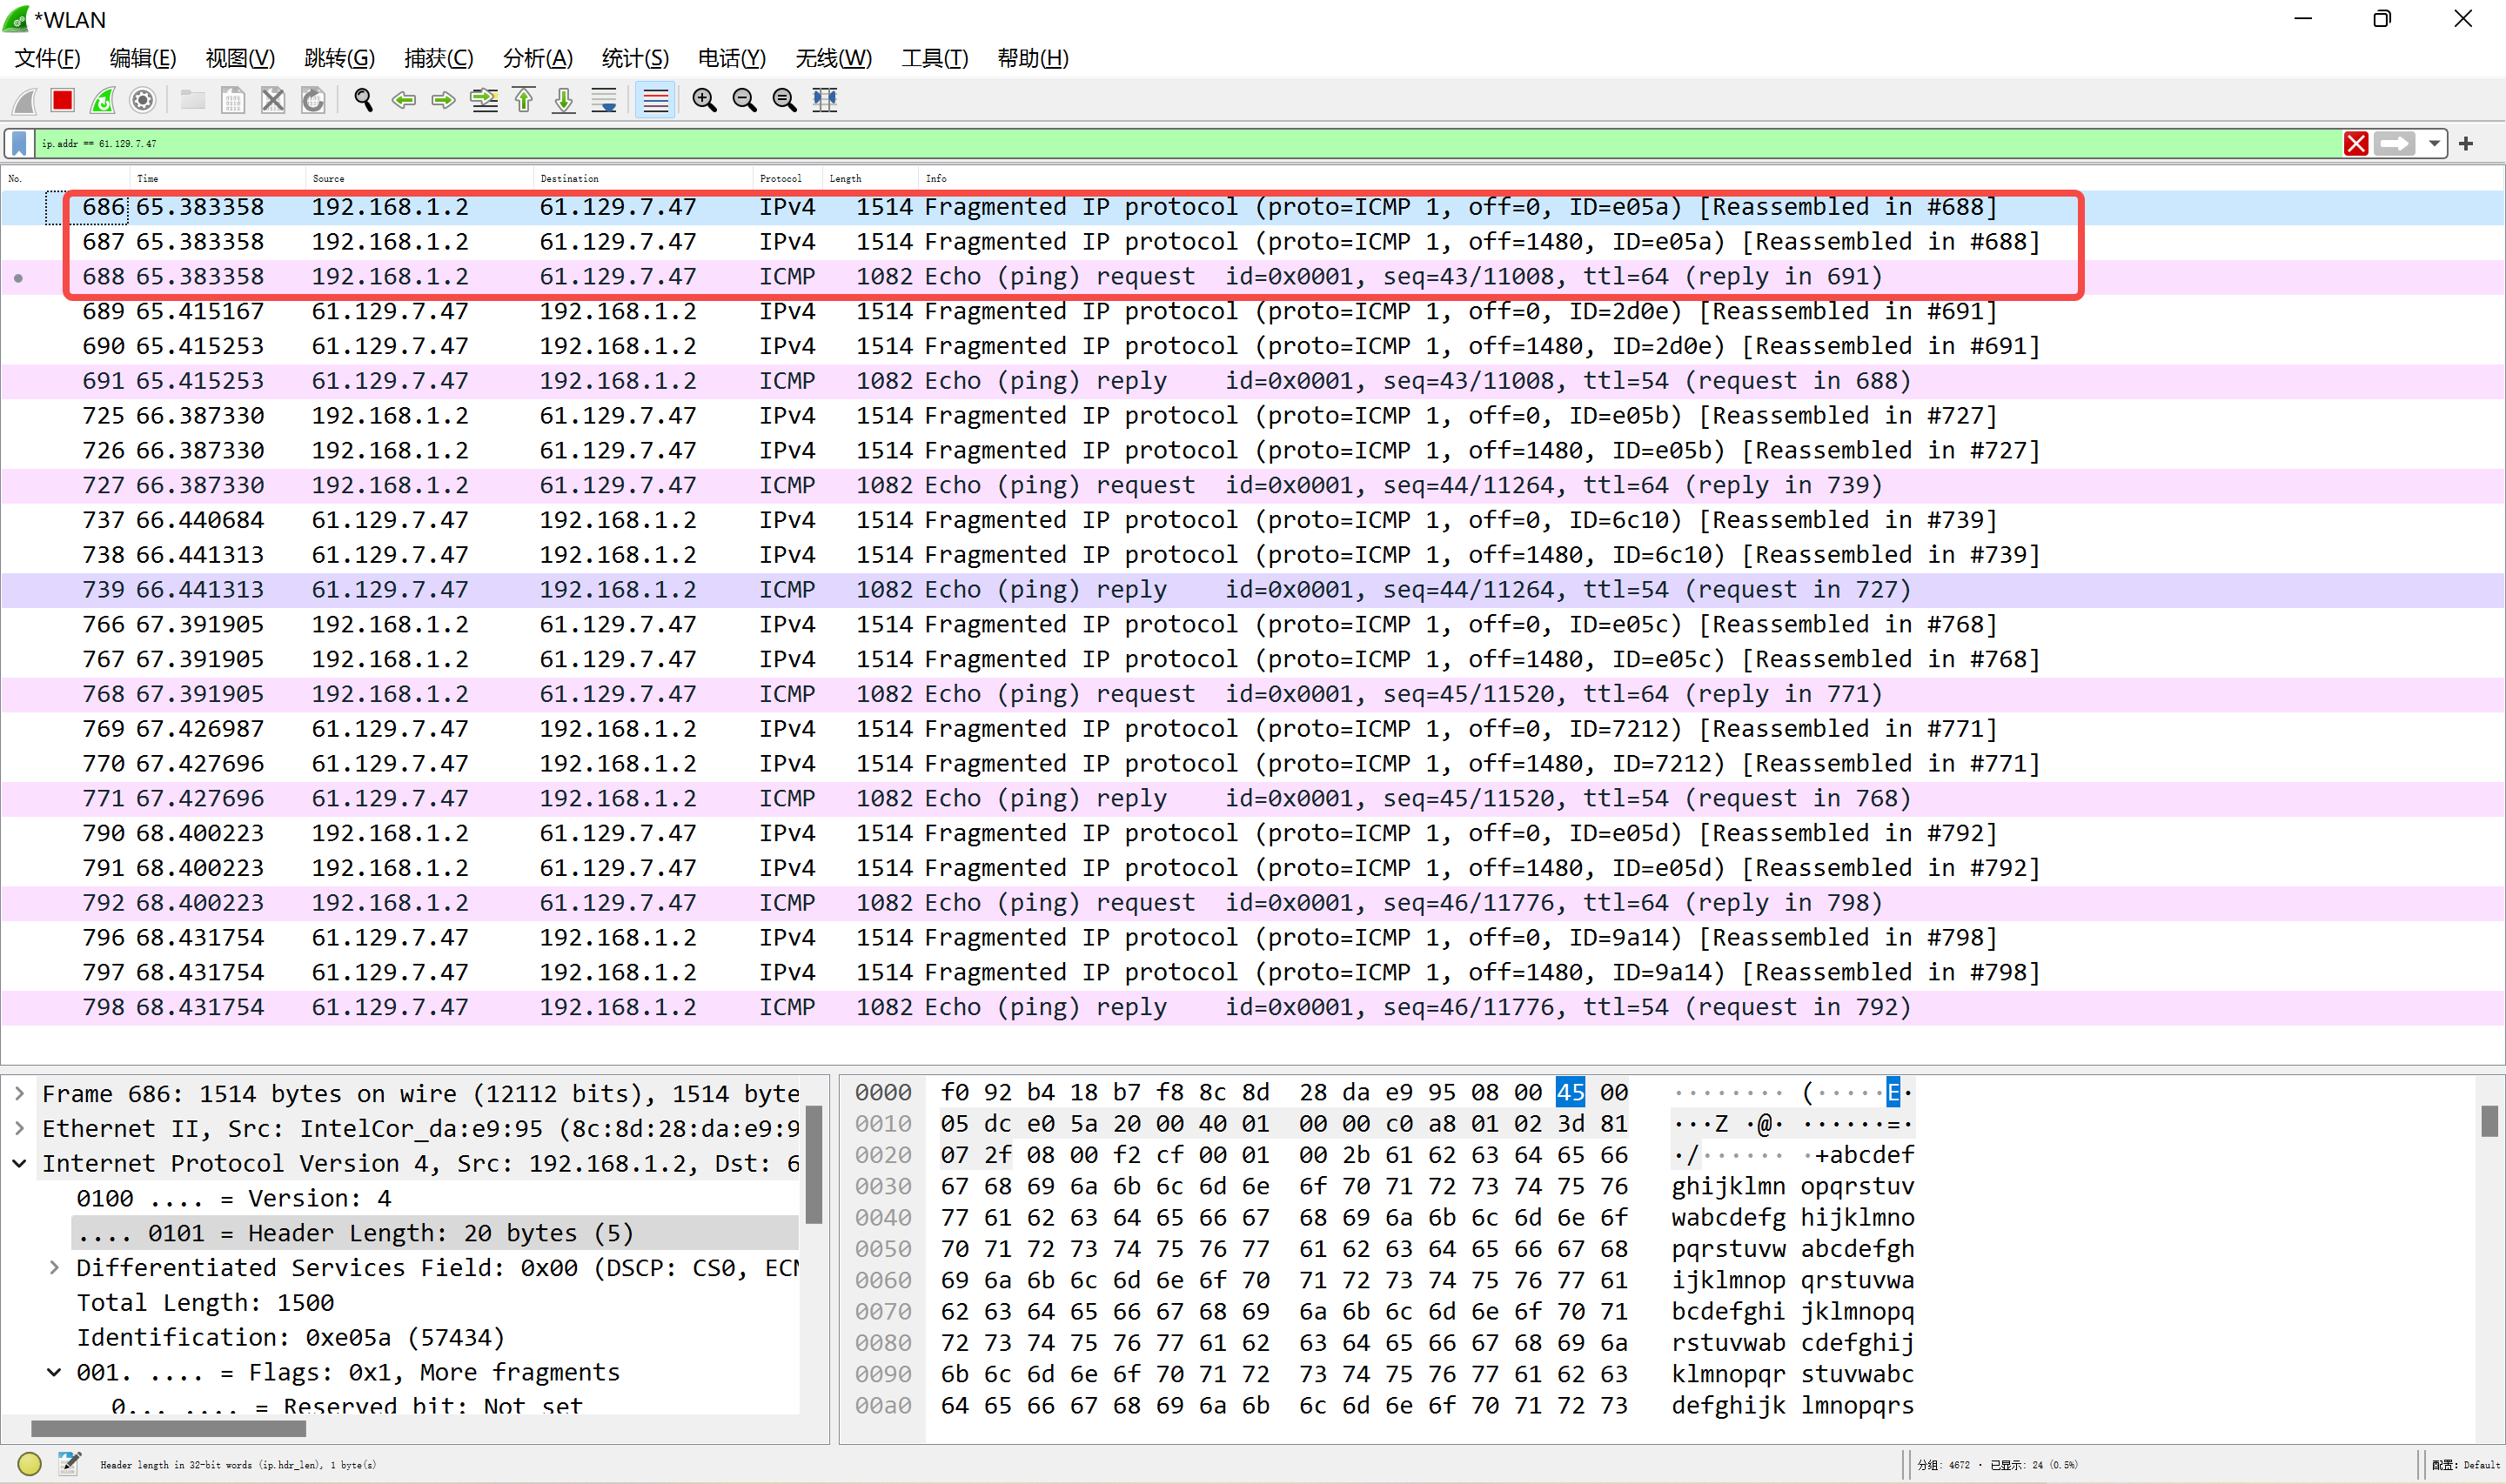 *WLAN
文件(F) 编辑(E) 视图(V) 跳转(G) 捕获(C) 分析(A) 统计(S) 电话(Y) 无线(W) 工具(T) 帮助(H)
ip.addr == 61.129.7.47
No. Time Source Destination Protocol Length Info
686 65.383358 192.168.1.2 61.129.7.47 IPv4 1514 Fragmented IP protocol (proto=ICMP 1, off=0, ID=e05a) [Reassembled in #688]
687 65.383358 192.168.1.2 61.129.7.47 IPv4 1514 Fragmented IP protocol (proto=ICMP 1, off=1480, ID=e05a) [Reassembled in #688]
688 65.383358 192.168.1.2 61.129.7.47 ICMP 1082 Echo (ping) request id=0x0001, seq=43/11008, ttl=64 (reply in 691)
689 65.415167 61.129.7.47 192.168.1.2 IPv4 1514 Fragmented IP protocol (proto=ICMP 1, off=0, ID=2d0e) [Reassembled in #691]
690 65.415253 61.129.7.47 192.168.1.2 IPv4 1514 Fragmented IP protocol (proto=ICMP 1, off=1480, ID=2d0e) [Reassembled in #691]
691 65.415253 61.129.7.47 192.168.1.2 ICMP 1082 Echo (ping) reply id=0x0001, seq=43/11008, ttl=54 (request in 688)
725 66.387330 192.168.1.2 61.129.7.47 IPv4 1514 Fragmented IP protocol (proto=ICMP 1, off=0, ID=e05b) [Reassembled in #727]
726 66.387330 192.168.1.2 61.129.7.47 IPv4 1514 Fragmented IP protocol (proto=ICMP 1, off=1480, ID=e05b) [Reassembled in #727]
727 66.387330 192.168.1.2 61.129.7.47 ICMP 1082 Echo (ping) request id=0x0001, seq=44/11264, ttl=64 (reply in 739)
737 66.440684 61.129.7.47 192.168.1.2 IPv4 1514 Fragmented IP protocol (proto=ICMP 1, off=0, ID=6c10) [Reassembled in #739]
738 66.441313 61.129.7.47 192.168.1.2 IPv4 1514 Fragmented IP protocol (proto=ICMP 1, off=1480, ID=6c10) [Reassembled in #739]
739 66.441313 61.129.7.47 192.168.1.2 ICMP 1082 Echo (ping) reply id=0x0001, seq=44/11264, ttl=54 (request in 727)
766 67.391905 192.168.1.2 61.129.7.47 IPv4 1514 Fragmented IP protocol (proto=ICMP 1, off=0, ID=e05c) [Reassembled in #768]
767 67.391905 192.168.1.2 61.129.7.47 IPv4 1514 Fragmented IP protocol (proto=ICMP 1, off=1480, ID=e05c) [Reassembled in #768]
768 67.391905 192.168.1.2 61.129.7.47 ICMP 1082 Echo (ping) request id=0x0001, seq=45/11520, ttl=64 (reply in 771)
769 67.426987 61.129.7.47 192.168.1.2 IPv4 1514 Fragmented IP protocol (proto=ICMP 1, off=0, ID=7212) [Reassembled in #771]
770 67.427696 61.129.7.47 192.168.1.2 IPv4 1514 Fragmented IP protocol (proto=ICMP 1, off=1480, ID=7212) [Reassembled in #771]
771 67.427696 61.129.7.47 192.168.1.2 ICMP 1082 Echo (ping) reply id=0x0001, seq=45/11520, ttl=54 (request in 768)
790 68.400223 192.168.1.2 61.129.7.47 IPv4 1514 Fragmented IP protocol (proto=ICMP 1, off=0, ID=e05d) [Reassembled in #792]
791 68.400223 192.168.1.2 61.129.7.47 IPv4 1514 Fragmented IP protocol (proto=ICMP 1, off=1480, ID=e05d) [Reassembled in #792]
792 68.400223 192.168.1.2 61.129.7.47 ICMP 1082 Echo (ping) request id=0x0001, seq=46/11776, ttl=64 (reply in 798)
796 68.431754 61.129.7.47 192.168.1.2 IPv4 1514 Fragmented IP protocol (proto=ICMP 1, off=0, ID=9a14) [Reassembled in #798]
797 68.431754 61.129.7.47 192.168.1.2 IPv4 1514 Fragmented IP protocol (proto=ICMP 1, off=1480, ID=9a14) [Reassembled in #798]
798 68.431754 61.129.7.47 192.168.1.2 ICMP 1082 Echo (ping) reply id=0x0001, seq=46/11776, ttl=54 (request in 792)
Frame 686: 1514 bytes on wire (12112 bits), 1514 byte
Ethernet II, Src: IntelCor_da:e9:95 (8c:8d:28:da:e9:9
Internet Protocol Version 4, Src: 192.168.1.2, Dst: 6
0100 .... = Version: 4
.... 0101 = Header Length: 20 bytes (5)
Differentiated Services Field: 0x00 (DSCP: CS0, ECN
Total Length: 1500
Identification: 0xe05a (57434)
001. .... = Flags: 0x1, More fragments
0... .... = Reserved bit: Not set
0000 f0 92 b4 18 b7 f8 8c 8d 28 da e9 95 08 00 45 00 ········ (·····E·
0010 05 dc e0 5a 20 00 40 01 00 00 c0 a8 01 02 3d 81 ···Z ·@· ······=·
0020 07 2f 08 00 f2 cf 00 01 00 2b 61 62 63 64 65 66 ·/······ ·+abcdef
0030 67 68 69 6a 6b 6c 6d 6e 6f 70 71 72 73 74 75 76 ghijklmn opqrstuv
0040 77 61 62 63 64 65 66 67 68 69 6a 6b 6c 6d 6e 6f wabcdefg hijklmno
0050 70 71 72 73 74 75 76 77 61 62 63 64 65 66 67 68 pqrstuvw abcdefgh
0060 69 6a 6b 6c 6d 6e 6f 70 71 72 73 74 75 76 77 61 ijklmnop qrstuvwa
0070 62 63 64 65 66 67 68 69 6a 6b 6c 6d 6e 6f 70 71 bcdefghi jklmnopq
0080 72 73 74 75 76 77 61 62 63 64 65 66 67 68 69 6a rstuvwab cdefghij
0090 6b 6c 6d 6e 6f 70 71 72 73 74 75 76 77 61 62 63 klmnopqr stuvwabc
00a0 64 65 66 67 68 69 6a 6b 6c 6d 6e 6f 70 71 72 73 defghijk lmnopqrs
Header length in 32-bit words (ip.hdr_len), 1 byte(s) 分组: 4672 · 已显示: 24 (0.5%) 配置: Default